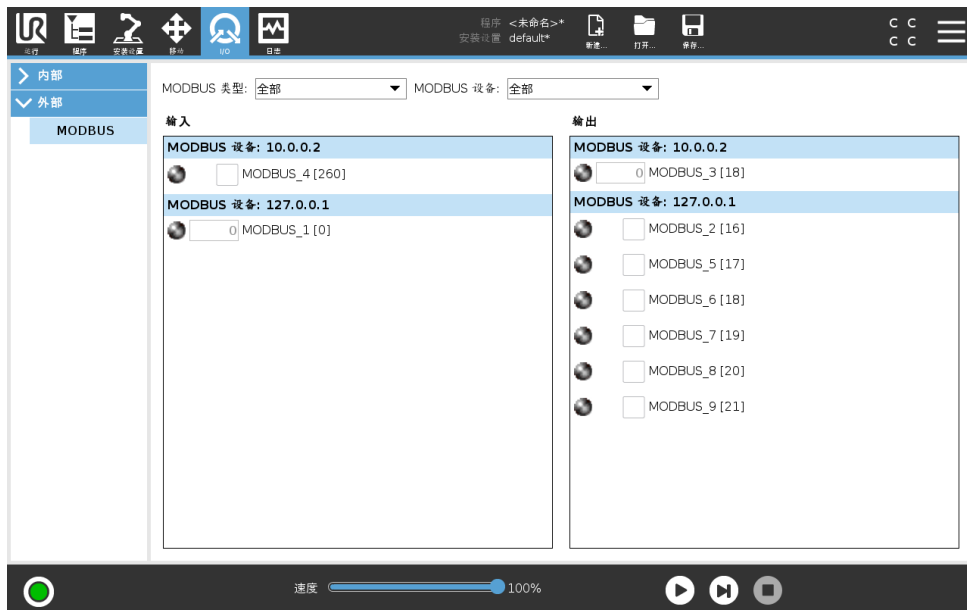 程序 <未命名>*
安装设置 default*
UR
运行 程序 安装设置 移动 I/O 日志 新建... 打开... 保存...
C C
C C
内部
外部
MODBUS
MODBUS 类型: 全部 MODBUS 设备: 全部
输入
MODBUS 设备: 10.0.0.2
MODBUS_4 [260]
MODBUS 设备: 127.0.0.1
0 MODBUS_1 [0]
输出
MODBUS 设备: 10.0.0.2
0 MODBUS_3 [18]
MODBUS 设备: 127.0.0.1
MODBUS_2 [16]
MODBUS_5 [17]
MODBUS_6 [18]
MODBUS_7 [19]
MODBUS_8 [20]
MODBUS_9 [21]
速度 100%